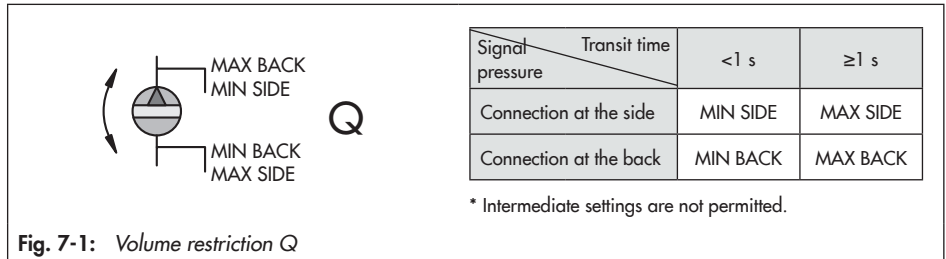 MAX BACK
MIN SIDE
Q
MIN BACK
MAX SIDE
Signal pressure Transit time <1 s ≥1 s
Connection at the side MIN SIDE MAX SIDE
Connection at the back MIN BACK MAX BACK
* Intermediate settings are not permitted.
Fig. 7-1: Volume restriction Q